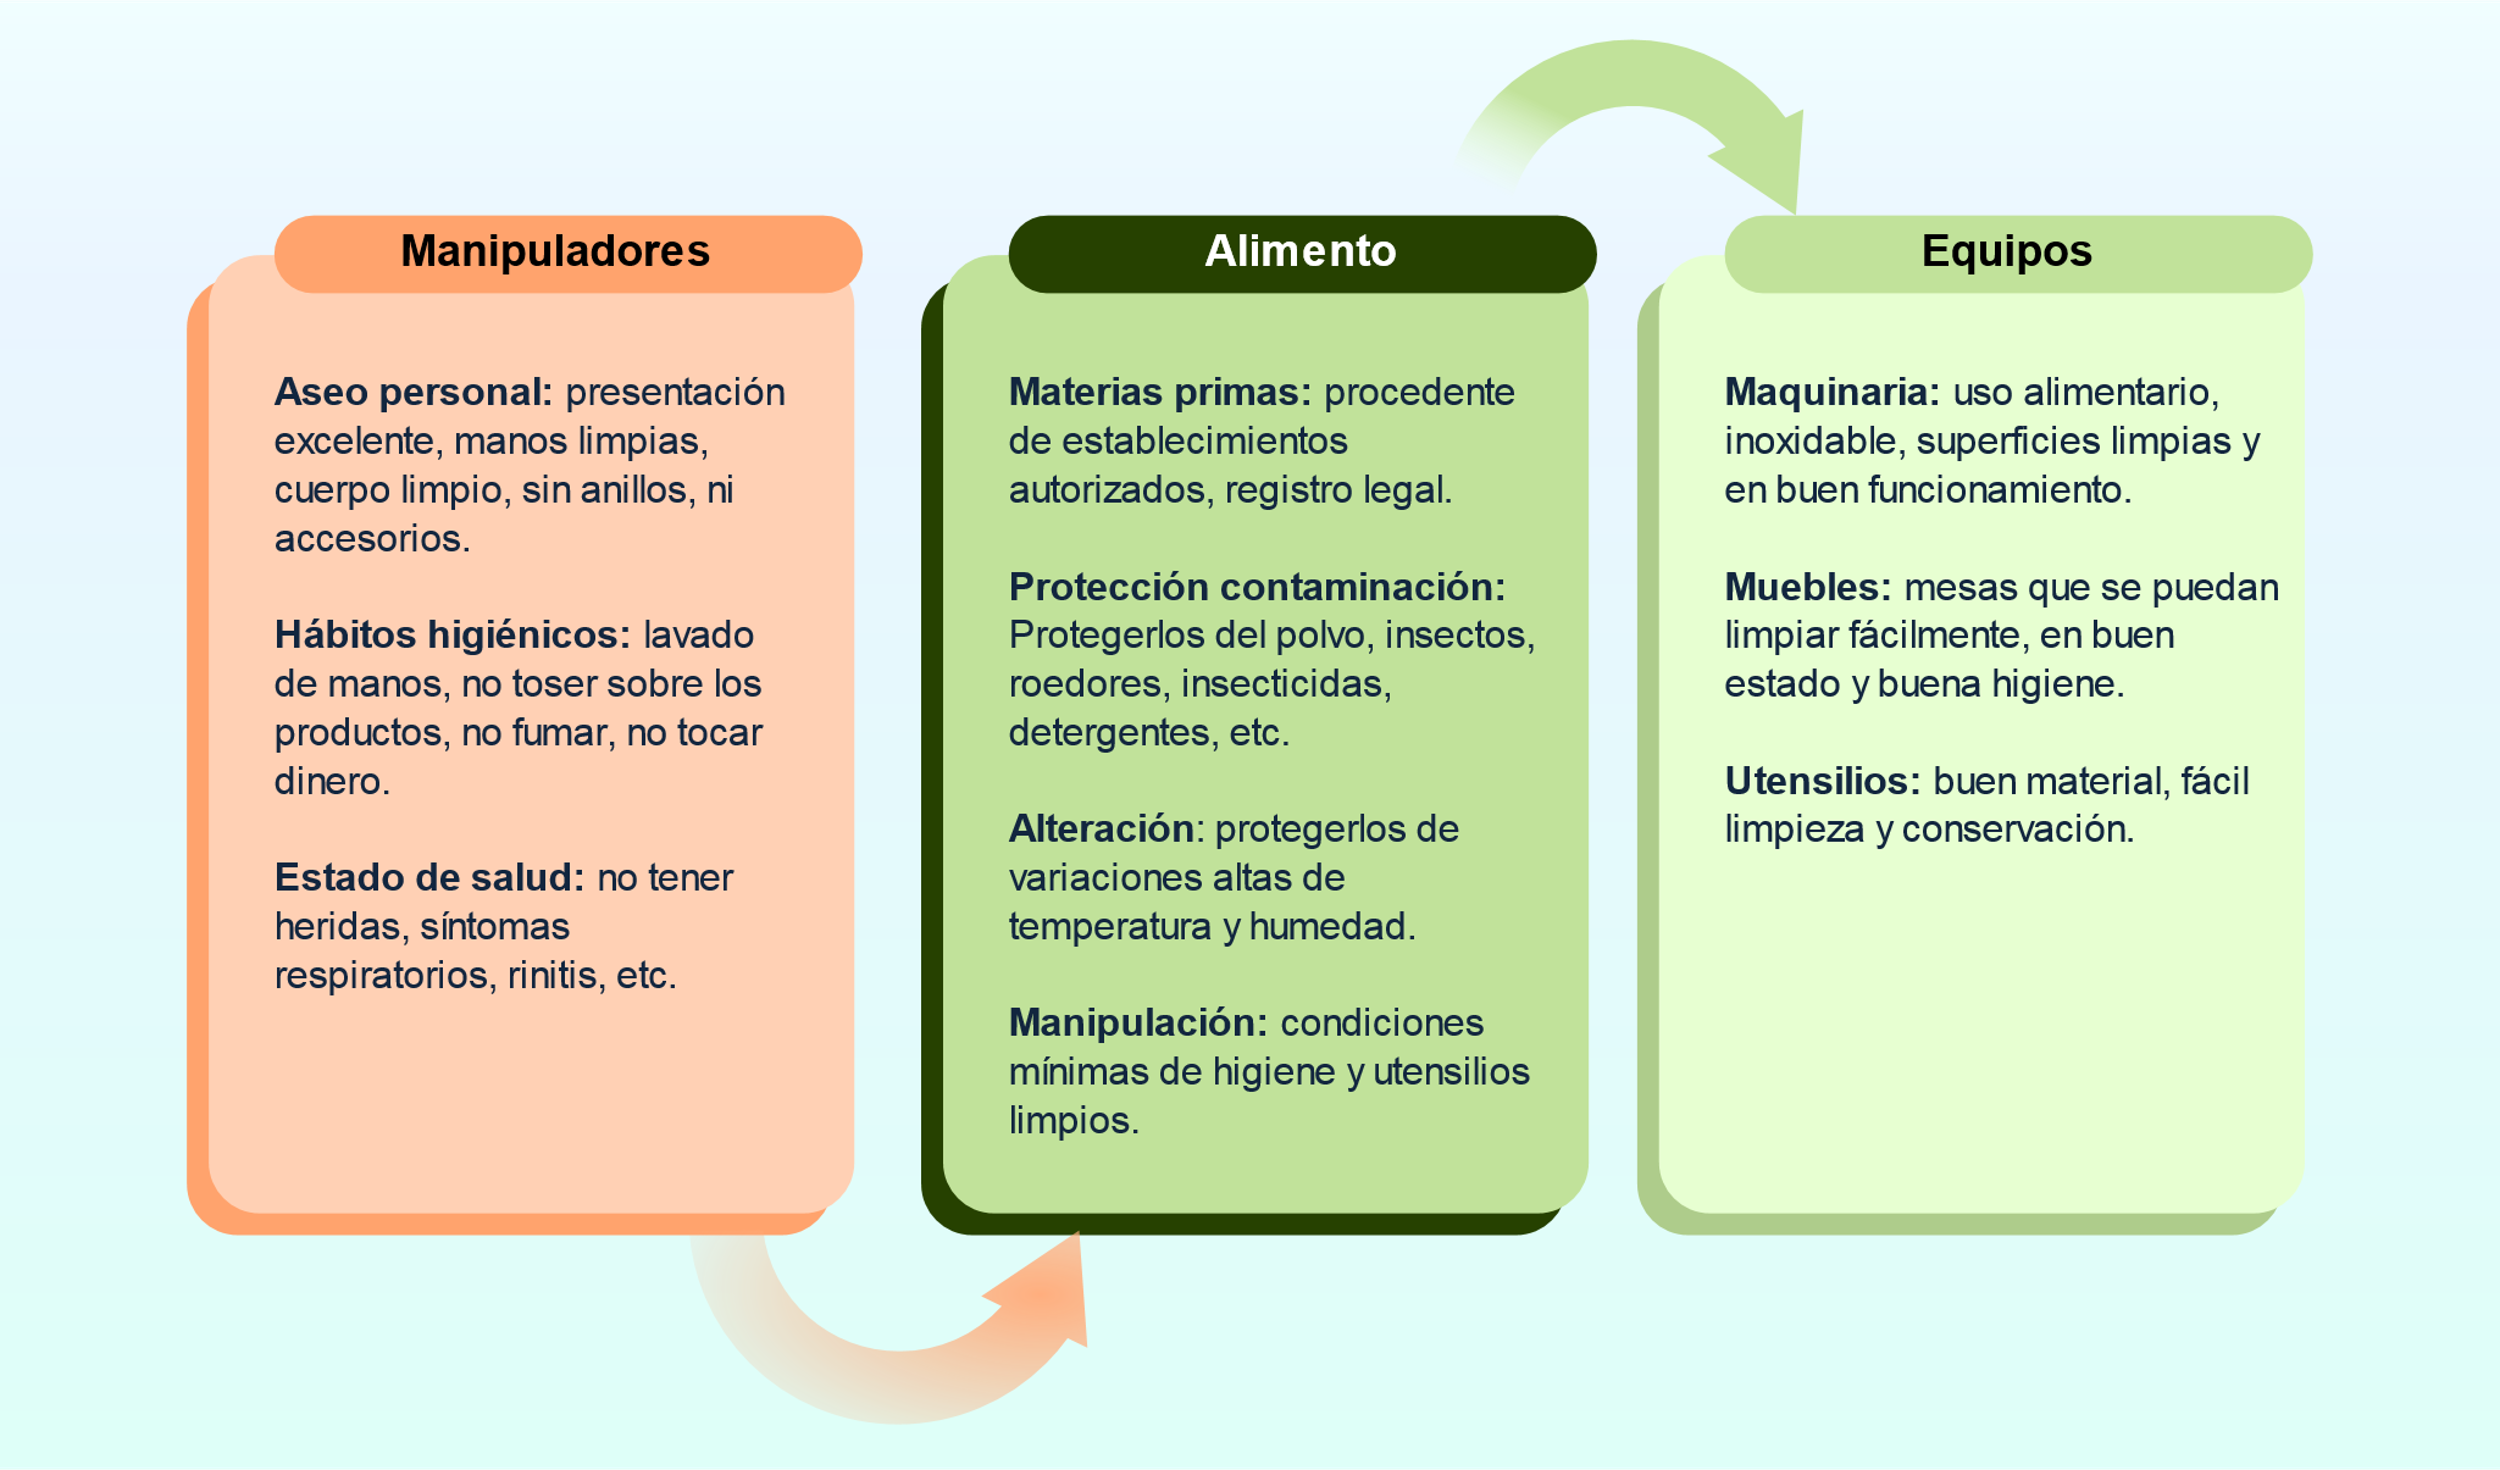 Manipuladores
Aseo personal: presentación
excelente, manos limpias,
cuerpo limpio, sin anillos, ni
accesorios.
Hábitos higiénicos: lavado
de manos, no toser sobre los
productos, no fumar, no tocar
dinero.
Estado de salud: no tener
heridas, síntomas
respiratorios, rinitis, etc.
Alimento
Materias primas: procedente
de establecimientos
autorizados, registro legal.
Protección contaminación:
Protegerlos del polvo, insectos,
roedores, insecticidas,
detergentes, etc.
Alteración: protegerlos de
variaciones altas de
temperatura y humedad.
Manipulación: condiciones
mínimas de higiene y utensilios
limpios.
Equipos
Maquinaria: uso alimentario,
inoxidable, superficies limpias y
en buen funcionamiento.
Muebles: mesas que se puedan
limpiar fácilmente, en buen
estado y buena higiene.
Utensilios: buen material, fácil
limpieza y conservación.